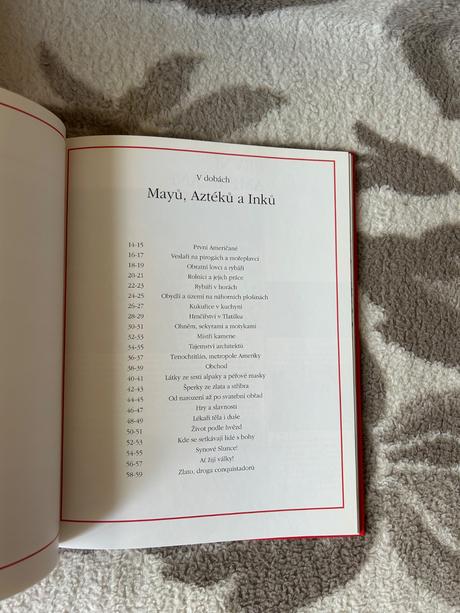 V dobách
Mayů, Aztéků a Inků
14-15 První Američané
16-17 Veslaři na pirogách a mořeplavci
18-19 Obratní lovci a rybáři
20-21 Rolníci a jejich práce
22-23 Rybáři v horách
24-25 Obydlí a území na náhorních plošinách
26-27 Kukuřice v kuchyni
28-29 Hrnčířství v Tlatilku
30-31 Ohněm, sekyrami a motykami
32-33 Mistři kamene
34-35 Tajemství architektů
36-37 Tenochtitlán, metropole Ameriky
38-39 Obchod
40-41 Látky ze srsti alpaky a péřové masky
42-43 Šperky ze zlata a stříbra
44-45 Od narození až po svatební obřad
46-47 Hry a slavnosti
48-49 Lékaři těla i duše
50-51 Život podle hvězd
52-53 Kde se setkávají lidé s bohy
54-55 Synové Slunce!
56-57 Ať žijí války!
58-59 Zlato, droga conquistadorů